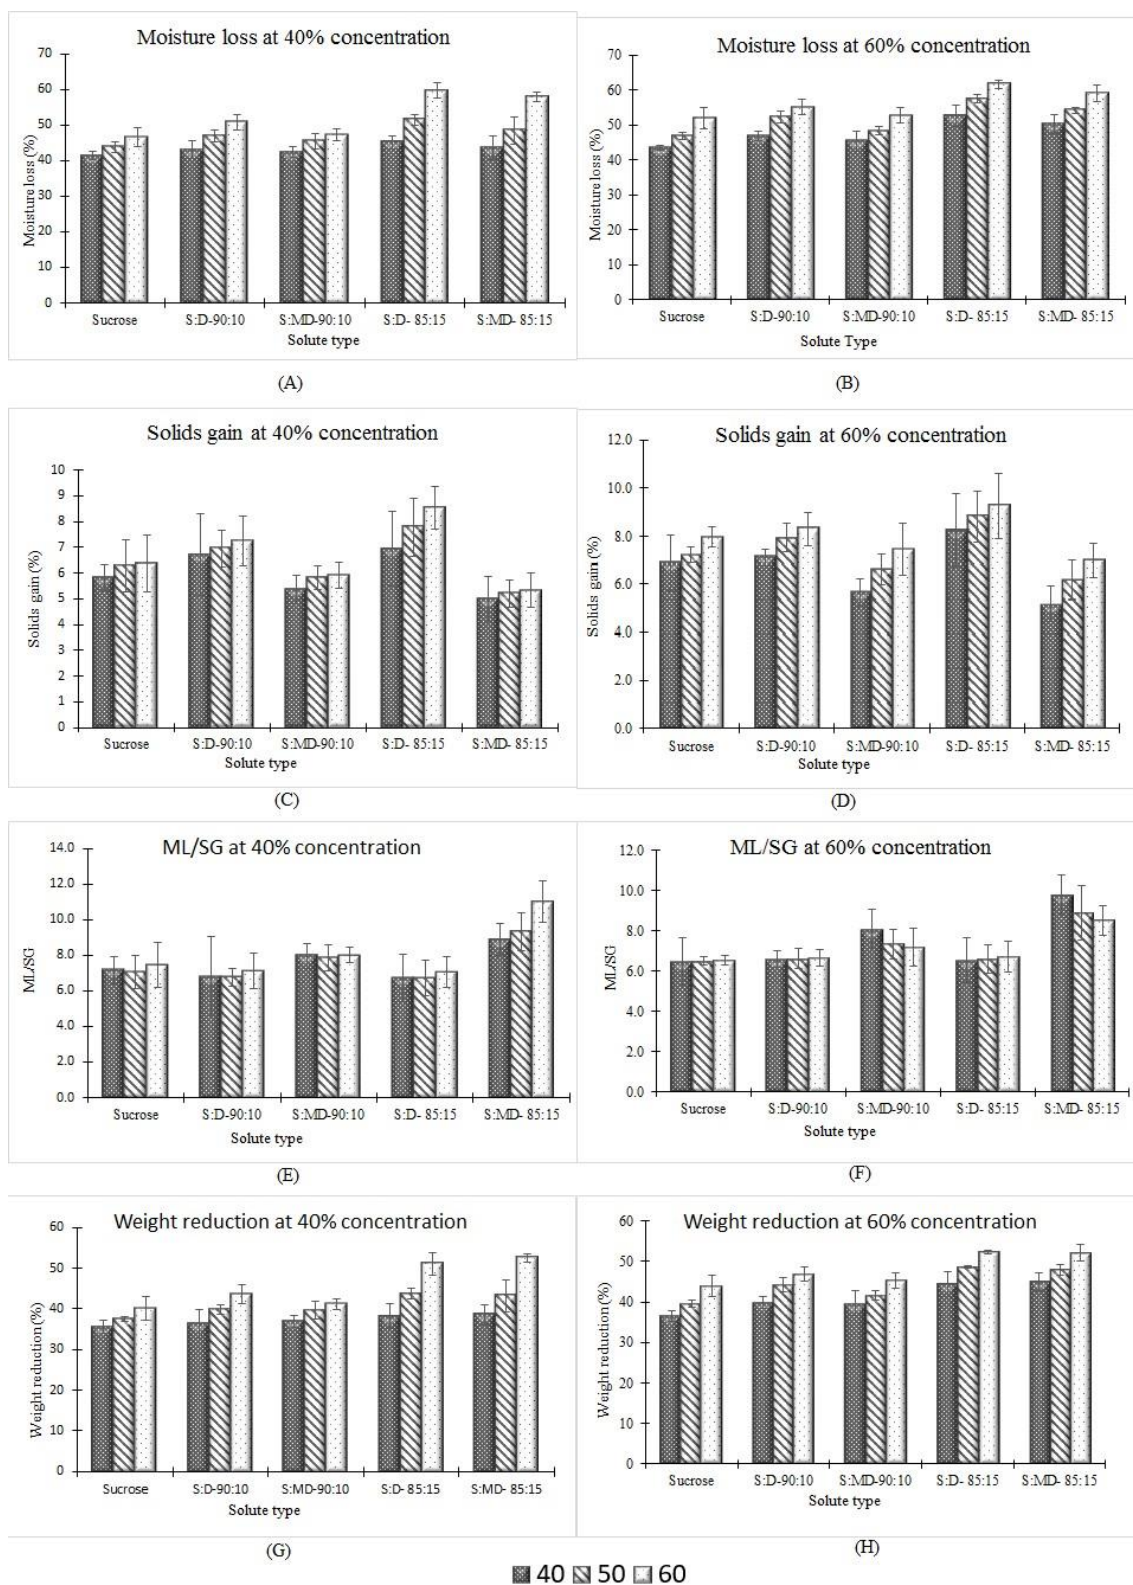 Moisture loss at 40% concentration
70
60
50
40
30
20
10
0
Moisture loss (%)
Sucrose S:D-90:10 S:MD-90:10 S:D- 85:15 S:MD- 85:15
Solute type
(A)
Moisture loss at 60% concentration
70
60
50
40
30
20
10
0
Moisture loss (%)
Sucrose S:D-90:10 S:MD-90:10 S:D- 85:15 S:MD- 85:15
Solute Type
(B)
Solids gain at 40% concentration
10
9
8
7
6
5
4
3
2
1
0
Solids gain (%)
Sucrose S:D-90:10 S:MD-90:10 S:D- 85:15 S:MD- 85:15
Solute type
(C)
Solids gain at 60% concentration
12.0
10.0
8.0
6.0
4.0
2.0
0.0
Solids gain (%)
Sucrose S:D-90:10 S:MD-90:10 S:D- 85:15 S:MD- 85:15
Solute type
(D)
ML/SG at 40% concentration
14.0
12.0
10.0
8.0
6.0
4.0
2.0
0.0
ML/SG
Sucrose S:D-90:10 S:MD-90:10 S:D- 85:15 S:MD- 85:15
Solute type
(E)
ML/SG at 60% concentration
12.0
10.0
8.0
6.0
4.0
2.0
0.0
ML/SG
Sucrose S:D-90:10 S:MD-90:10 S:D- 85:15 S:MD- 85:15
Solute type
(F)
Weight reduction at 40% concentration
60
50
40
30
20
10
0
Weight reduction (%)
Sucrose S:D-90:10 S:MD-90:10 S:D- 85:15 S:MD- 85:15
Solute type
(G)
Weight reduction at 60% concentration
60
50
40
30
20
10
0
Weight reduction (%)
Sucrose S:D-90:10 S:MD-90:10 S:D- 85:15 S:MD- 85:15
Solute type
(H)
40 50 60